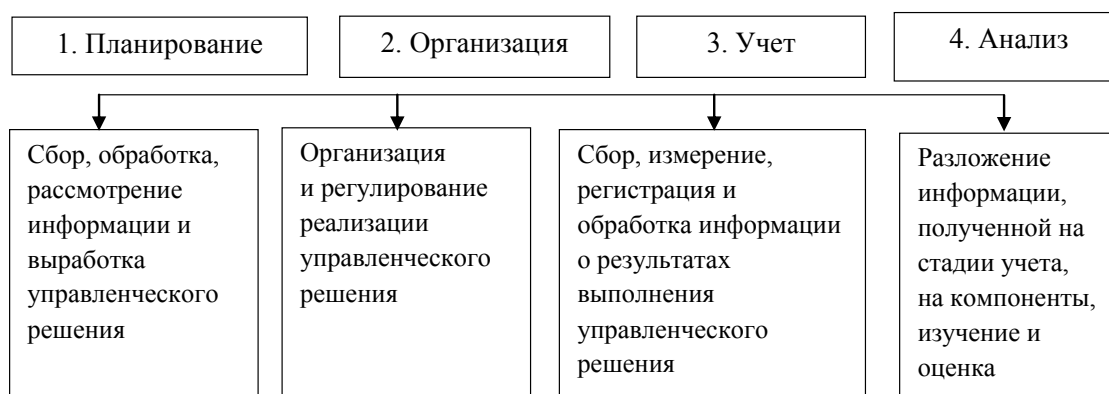 1. Планирование
2. Организация
3. Учет
4. Анализ
Сбор, обработка,
рассмотрение
информации и
выработка
управленческого
решения
Организация
и регулирование
реализации
управленческого
решения
Сбор, измерение,
регистрация и
обработка информации
о результатах
выполнения
управленческого
решения
Разложение
информации,
полученной на
стадии учета,
на компоненты,
изучение и
оценка